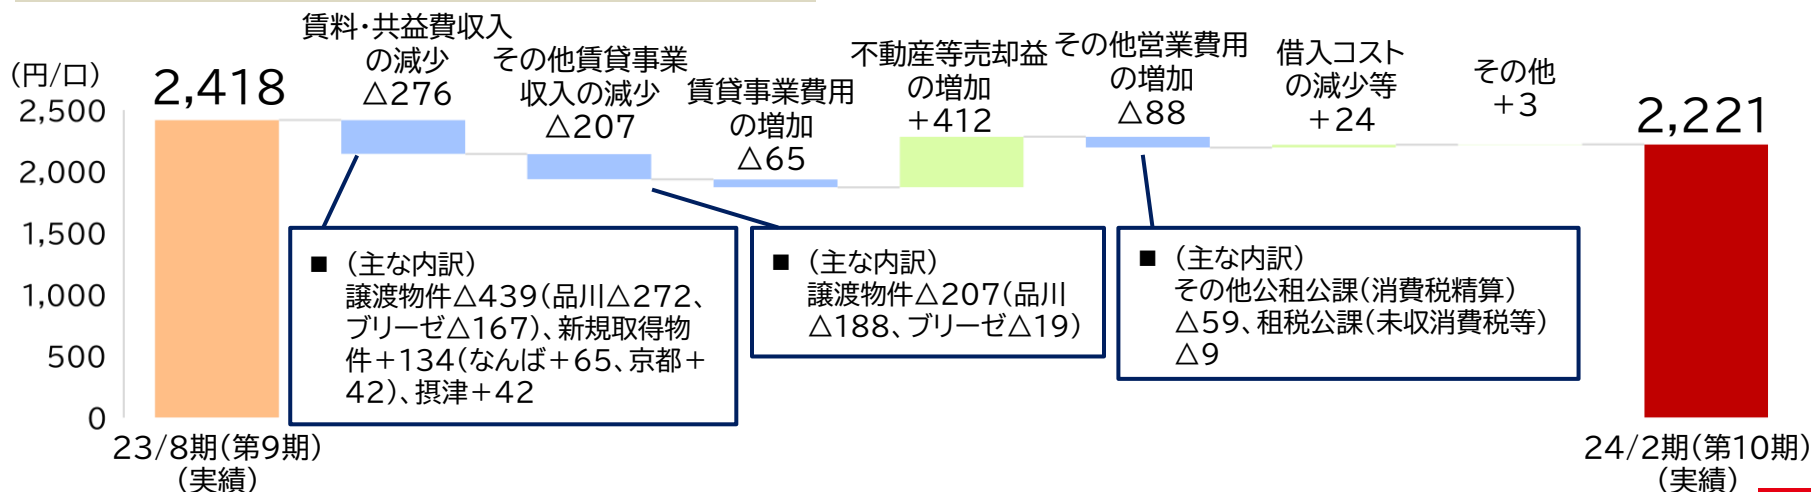 (円/口)
2,500
2,000
1,500
1,000
500
0
2,418
賃料・共益費収入
の減少
△276
その他賃貸事業
収入の減少
△207
賃貸事業費用
の増加
△65
不動産等売却益
の増加
+412
その他営業費用
の増加
△88
借入コスト
の減少等
+24
その他
+3
2,221
■ (主な内訳)
譲渡物件△439(品川△272、
ブリーゼ△167)、新規取得物
件+134(なんば+65、京都+
42)、摂津+42
■ (主な内訳)
譲渡物件△207(品川
△188、ブリーゼ△19)
■ (主な内訳)
その他公租公課(消費税精算)
△59、租税公課(未収消費税等)
△9
23/8期(第9期)
(実績)
24/2期(第10期)
(実績)